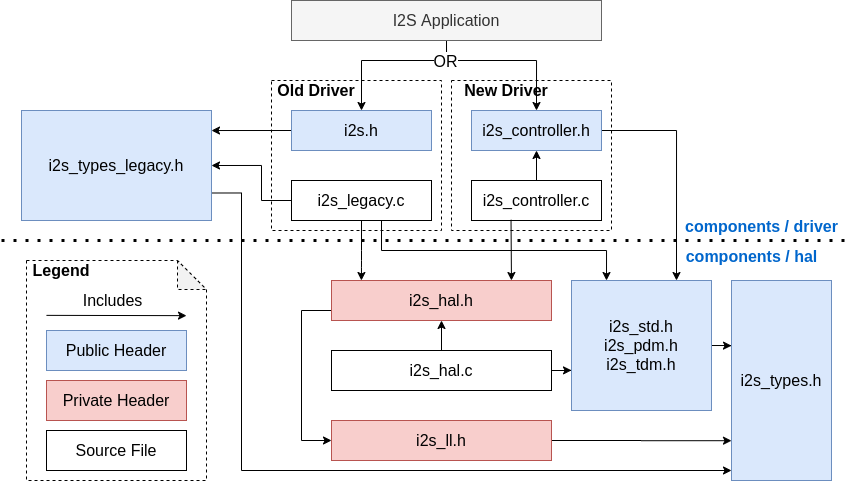 I2S Application
OR
Old Driver
New Driver
i2s.h
i2s_controller.h
i2s_types_legacy.h
i2s_legacy.c
i2s_controller.c
components / driver
components / hal
Legend
Includes
Public Header
Private Header
Source File
i2s_hal.h
i2s_hal.c
i2s_ll.h
i2s_std.h
i2s_pdm.h
i2s_tdm.h
i2s_types.h